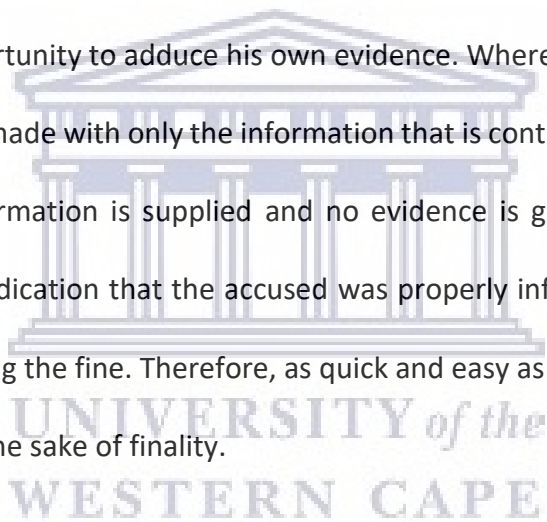 rtunity to adduce his own evidence. Where
made with only the information that is cont
rmation is supplied and no evidence is g
dication that the accused was properly inf
g the fine. Therefore, as quick and easy as
UNIVERSITY of the
he sake of finality.
WESTERN CAPE